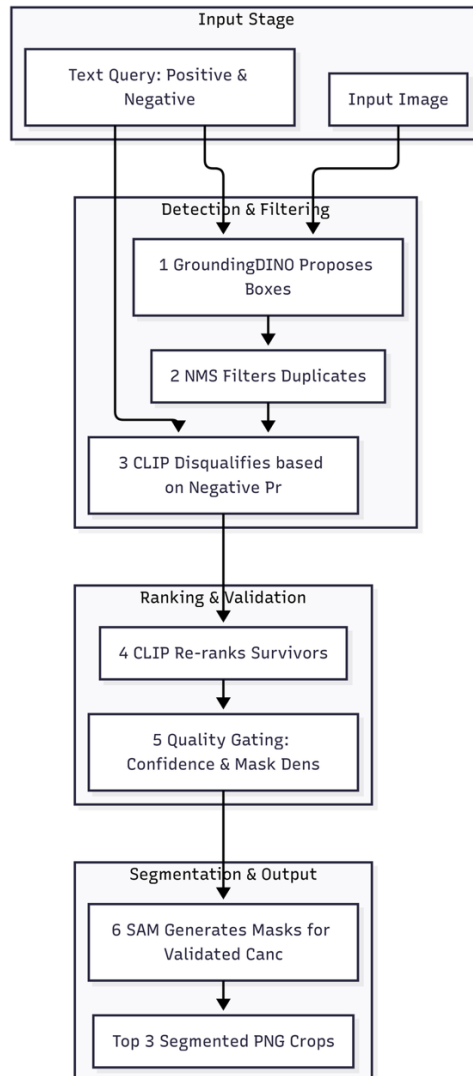 Input Stage
Text Query: Positive &
Negative
Input Image
Detection & Filtering
1 GroundingDINO Proposes
Boxes
2 NMS Filters Duplicates
3 CLIP Disqualifies based
on Negative Pr
Ranking & Validation
4 CLIP Re-ranks Survivors
5 Quality Gating:
Confidence & Mask Dens
Segmentation & Output
6 SAM Generates Masks for
Validated Canc
Top 3 Segmented PNG Crops